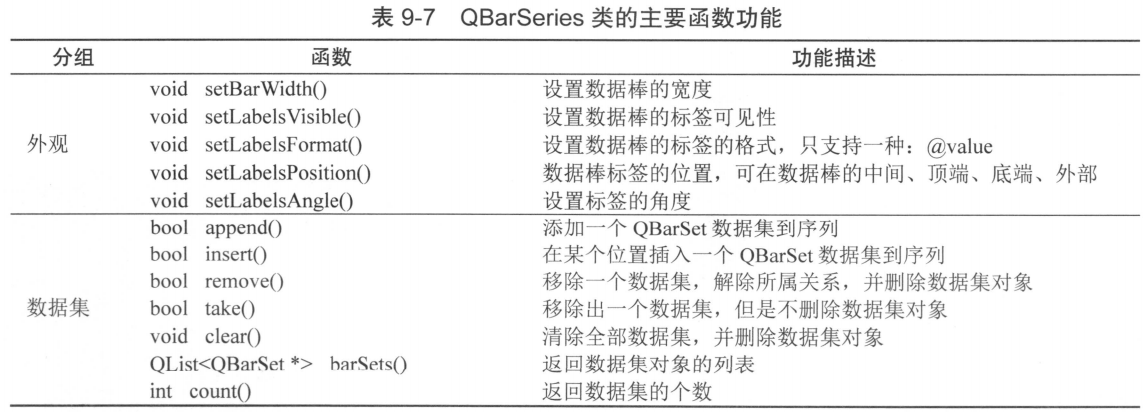 表 9-7 QBarSeries 类的主要函数功能
分组 函数 功能描述
void setBarWidth() 设置数据棒的宽度
void setLabelsVisible() 设置数据棒的标签可见性
外观 void setLabelsFormat() 设置数据棒的标签的格式，只支持一种：@value
void setLabelsPosition() 数据棒标签的位置，可在数据棒的中间、顶端、底端、外部
void setLabelsAngle() 设置标签的角度
bool append() 添加一个 QBarSet 数据集到序列
bool insert() 在某个位置插入一个 QBarSet 数据集到序列
bool remove() 移除一个数据集，解除所属关系，并删除数据集对象
数据集 bool take() 移除出一个数据集，但是不删除数据集对象
void clear() 清除全部数据集，并删除数据集对象
QList<QBarSet *> barSets() 返回数据集对象的列表
int count() 返回数据集的个数